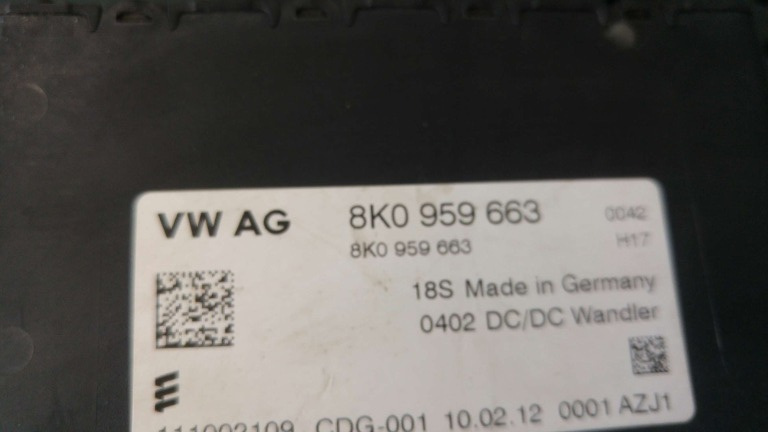 VW AG 8K0 959 663 0042
8K0 959 663 H17
18S Made in Germany
0402 DC/DC Wandler
CDG-001 10.02.12 0001 AZJ1